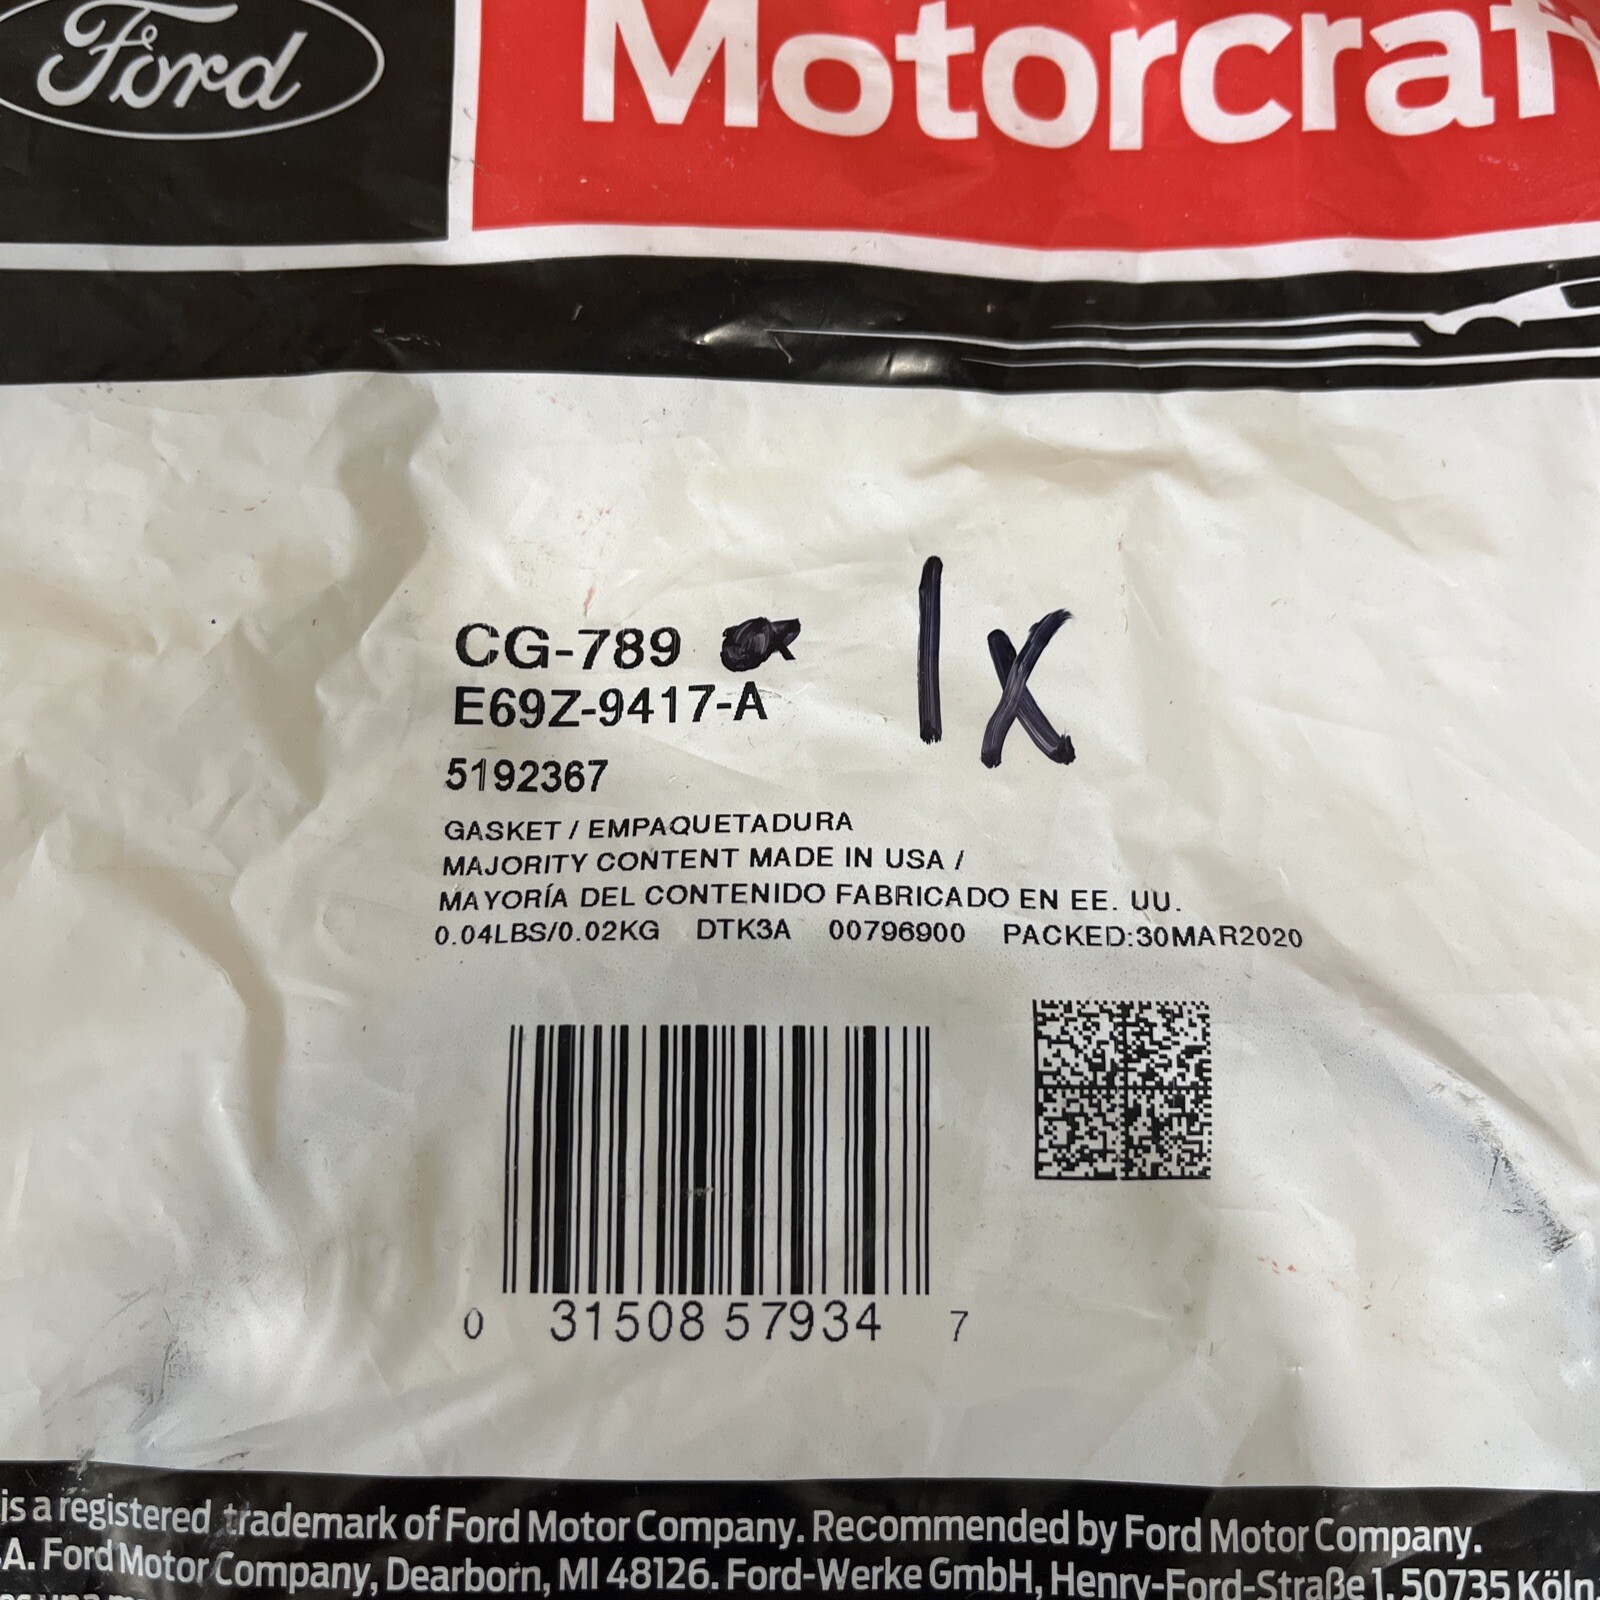 Ford Motorcraf
CG-789 1x
E69Z-9417-A
5192367
GASKET / EMPAQUETADURA
MAJORITY CONTENT MADE IN USA /
MAYORÍA DEL CONTENIDO FABRICADO EN EE. UU.
0.04LBS/0.02KG DTK3A 00796900 PACKED:30MAR2020
0 31508 57934 7
is a registered trademark of Ford Motor Company. Recommended by Ford Motor Company.
.A. Ford Motor Company, Dearborn, MI 48126. Ford-Werke GmbH, Henry-Ford-Straße 1, 50735 Köln,